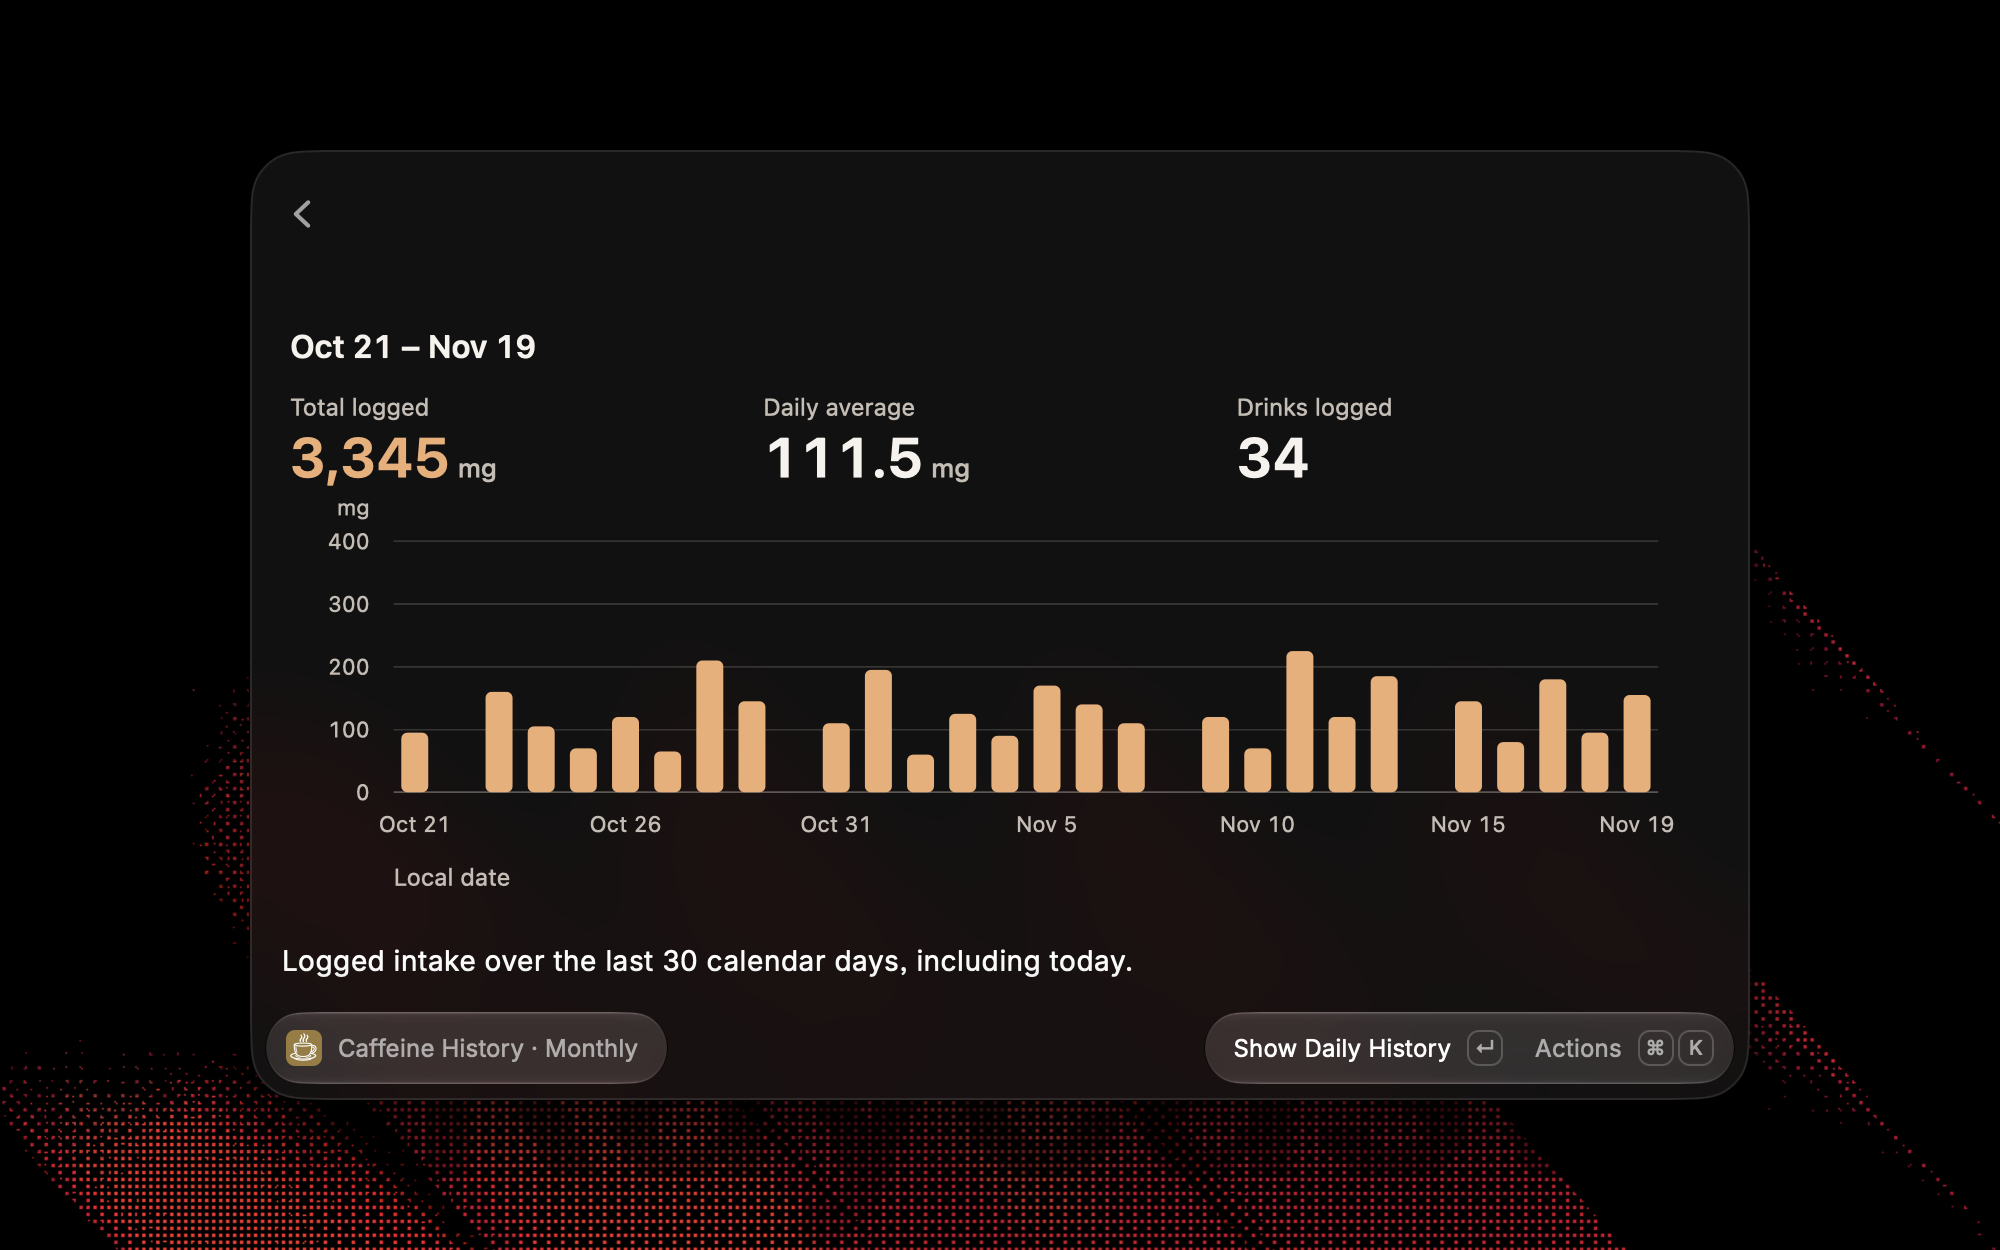 Oct 21 – Nov 19
Total logged
3,345 mg
Daily average
111.5 mg
Drinks logged
34
mg
400
300
200
100
0
Oct 21 Oct 26 Oct 31 Nov 5 Nov 10 Nov 15 Nov 19
Local date
Logged intake over the last 30 calendar days, including today.
Caffeine History · Monthly
Show Daily History ↵ Actions ⌘ K